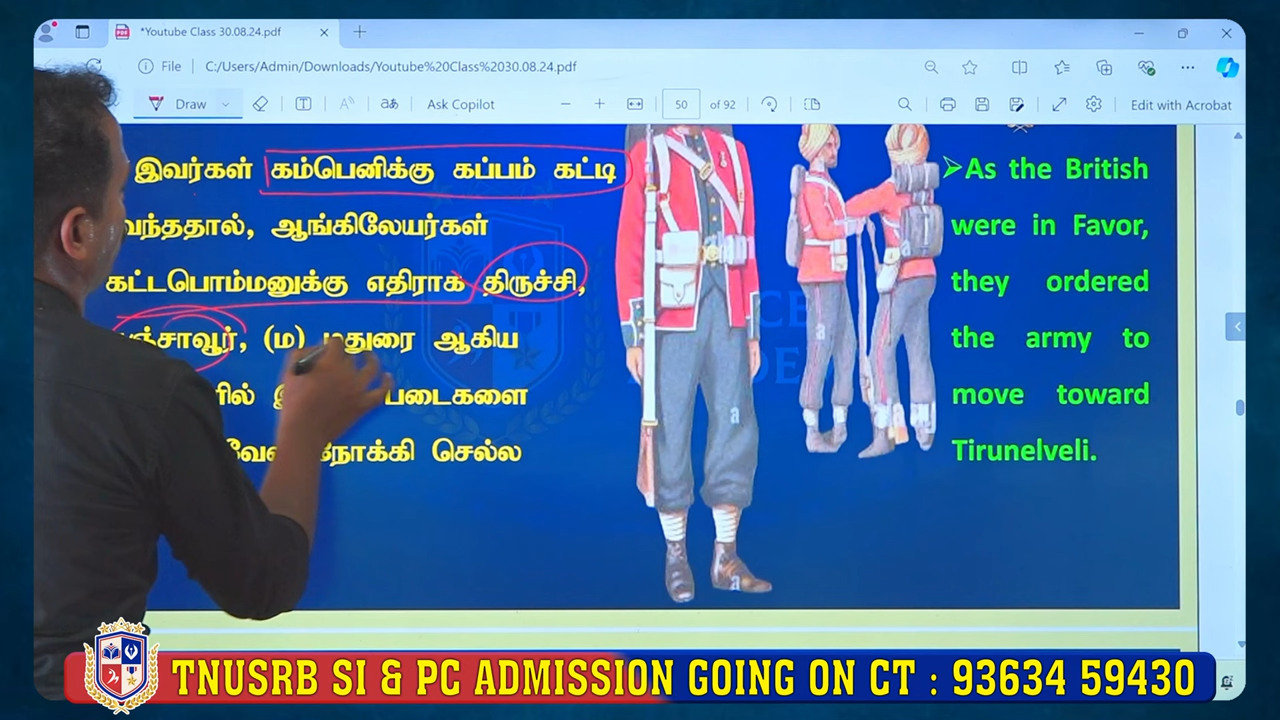 *Youtube Class 30.08.24.pdf
File C:/Users/Admin/Downloads/Youtube%20Class%2030.08.24.pdf
Draw Ask Copilot 50 of 92 Edit with Acrobat
இவர்கள் கம்பெனிக்கு கப்பம் கட்டி
வந்ததால், ஆங்கிலேயர்கள்
கட்டபொம்மனுக்கு எதிராக திருச்சி,
(ம) மதுரை ஆகிய
படைகளை
நோக்கி செல்ல
➢As the British
were in Favor,
they ordered
the army to
move toward
Tirunelveli.
TNUSRB SI & PC ADMISSION GOING ON CT : 93634 59430